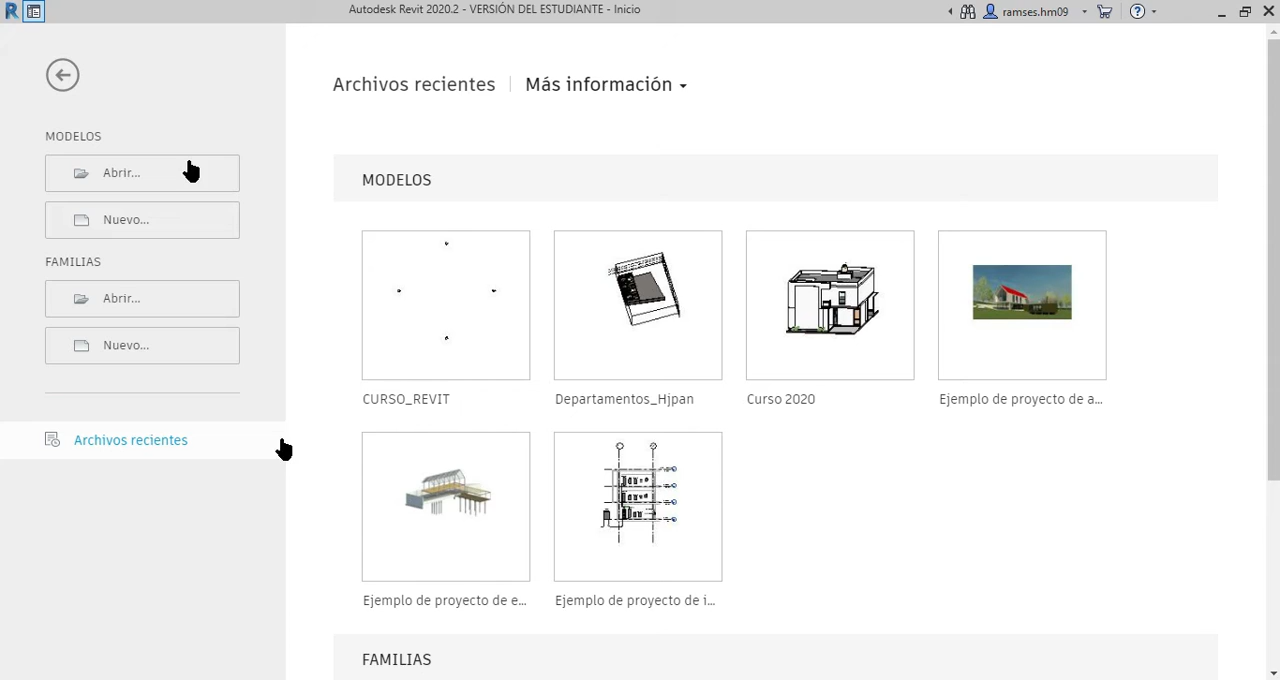 Autodesk Revit 2020.2 - VERSIÓN DEL ESTUDIANTE - Inicio
ramses.hm09
Archivos recientes
Más información
MODELOS
Abrir...
Nuevo...
FAMILIAS
Abrir...
Nuevo...
Archivos recientes
MODELOS
CURSO_REVIT
Departamentos_Hjpan
Curso 2020
Ejemplo de proyecto de a...
Ejemplo de proyecto de e...
Ejemplo de proyecto de i...
FAMILIAS